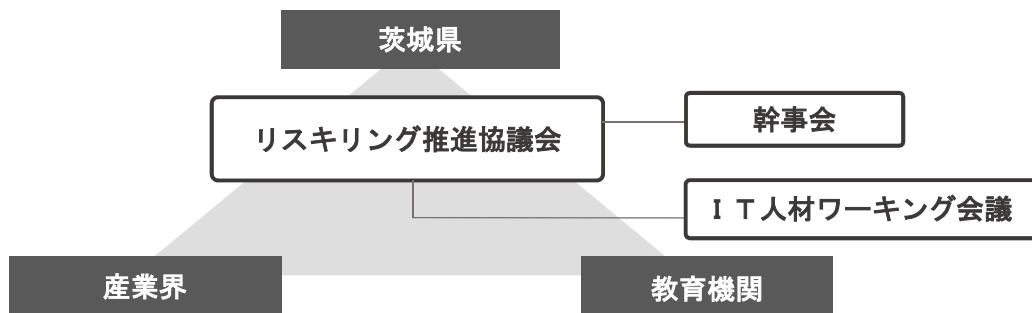 茨城県
リスキリング推進協議会
幹事会
ＩＴ人材ワーキング会議
産業界
教育機関